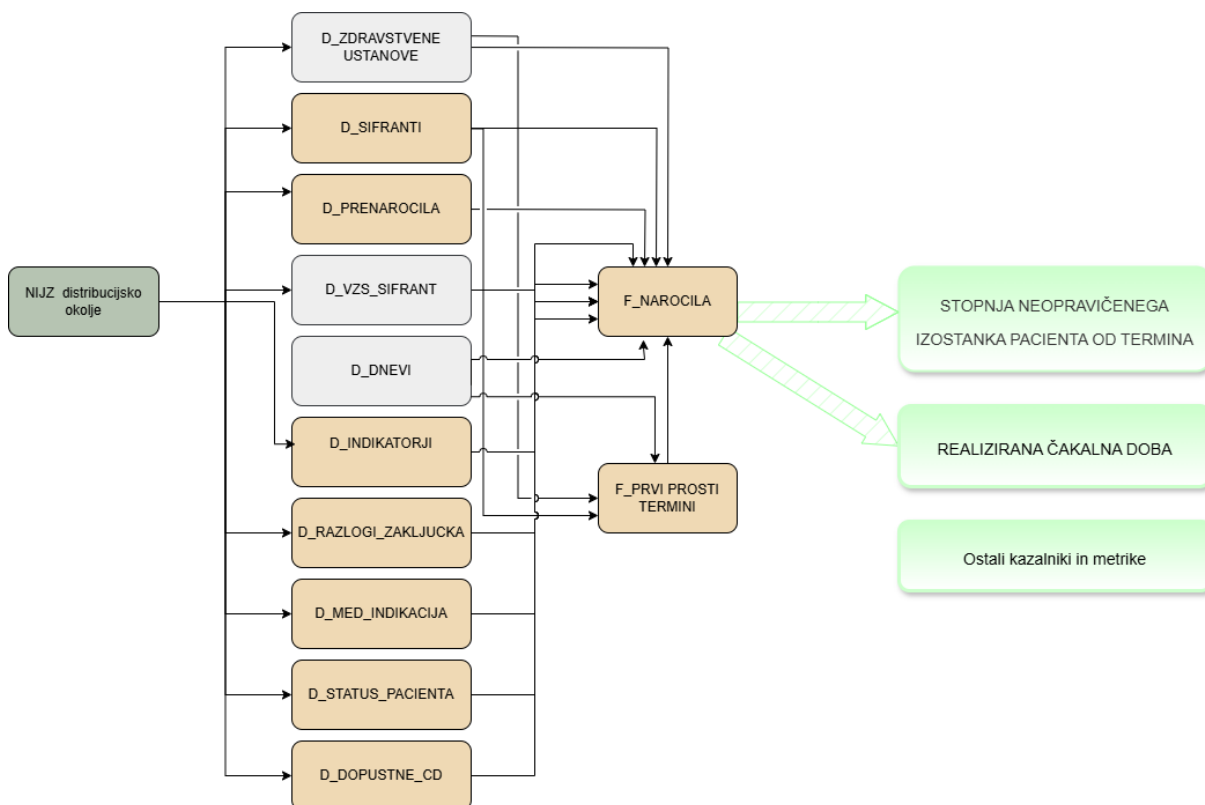 D_ZDRAVSTVENE
USTANOVE
D_SIFRANTI
D_PRENAROCILA
NIJZ distribucijsko
okolje
D_VZS_SIFRANT
D_DNEVI
D_INDIKATORJI
D_RAZLOGI_ZAKLJUCKA
D_MED_INDIKACIJA
D_STATUS_PACIENTA
D_DOPUSTNE_CD
F_NAROCILA
F_PRVI PROSTI
TERMINI
STOPNJA NEOPRAVIČENEGA
IZOSTANKA PACIENTA OD TERMINA
REALIZIRANA ČAKALNA DOBA
Ostali kazalniki in metrike